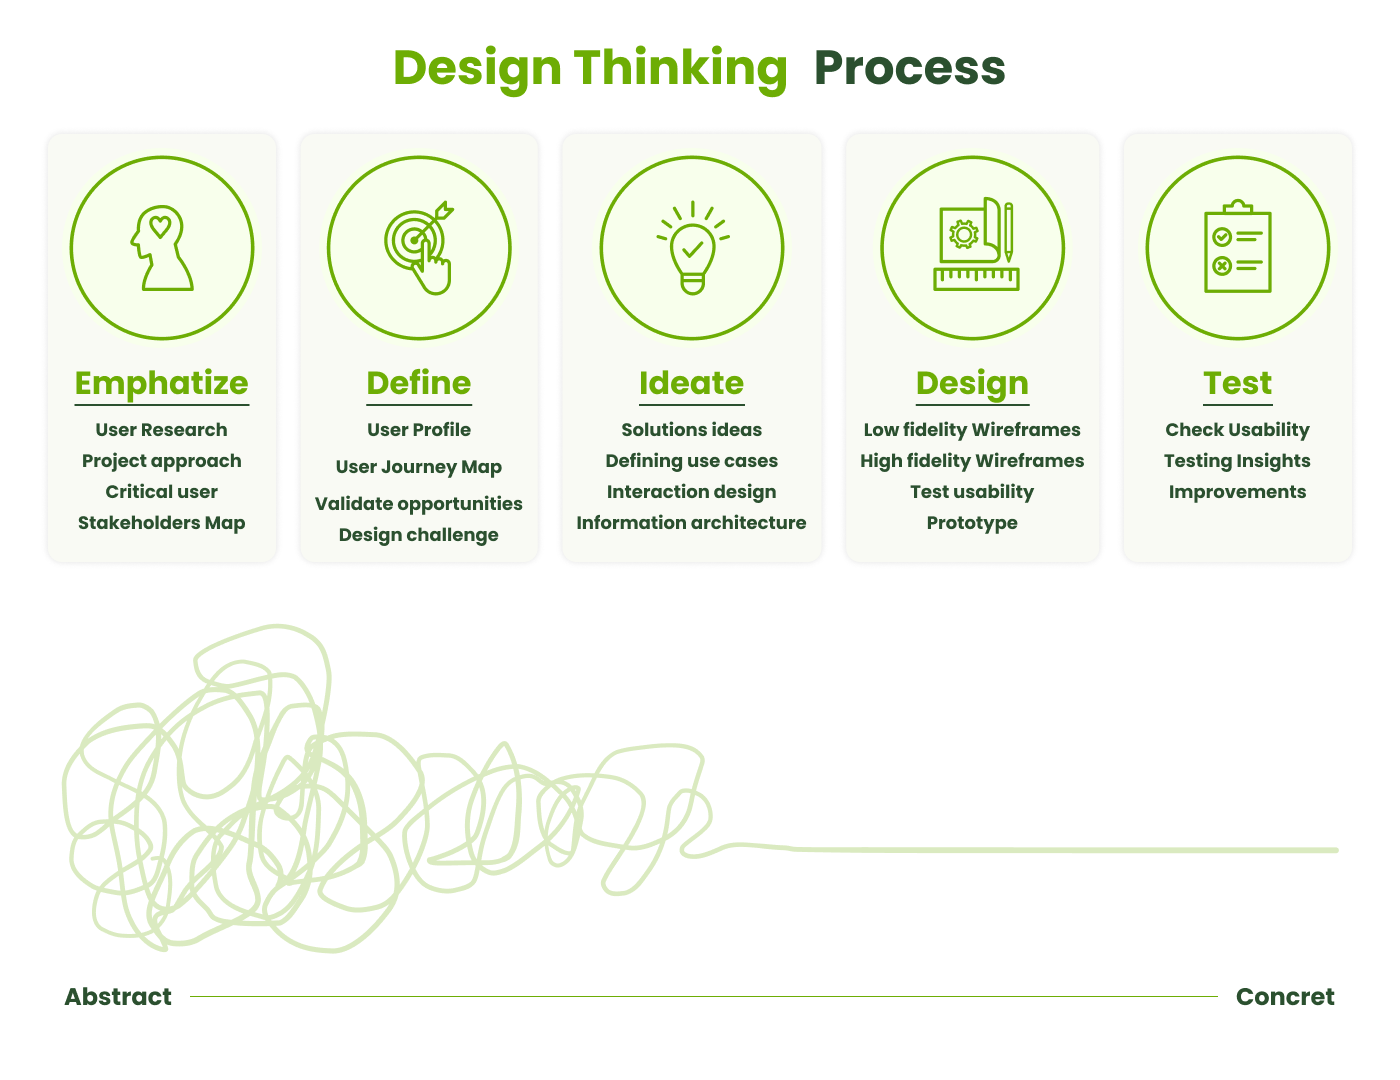 Design Thinking Process
Emphatize
User Research
Project approach
Critical user
Stakeholders Map
Define
User Profile
User Journey Map
Validate opportunities
Design challenge
Ideate
Solutions ideas
Defining use cases
Interaction design
Information architecture
Design
Low fidelity Wireframes
High fidelity Wireframes
Test usability
Prototype
Test
Check Usability
Testing Insights
Improvements
Abstract
Concret